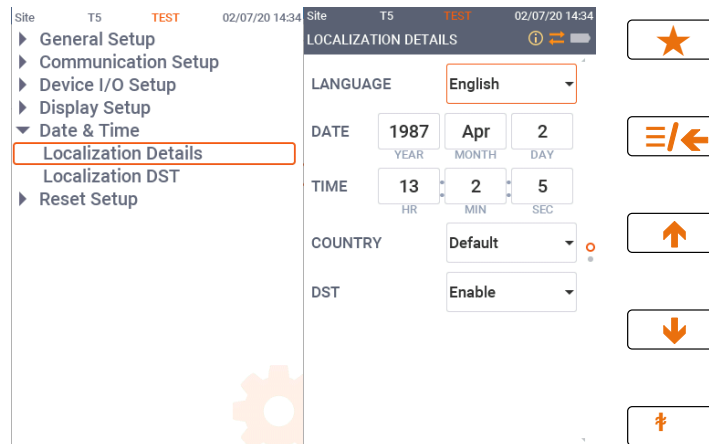 Site T5 TEST 02/07/20 14:34
General Setup
Communication Setup
Device I/O Setup
Display Setup
Date & Time
Localization Details
Localization DST
Reset Setup
Site T5 TEST 02/07/20 14:34
LOCALIZATION DETAILS
LANGUAGE English
DATE 1987 Apr 2
YEAR MONTH DAY
TIME 13 : 2 : 5
HR MIN SEC
COUNTRY Default
DST Enable